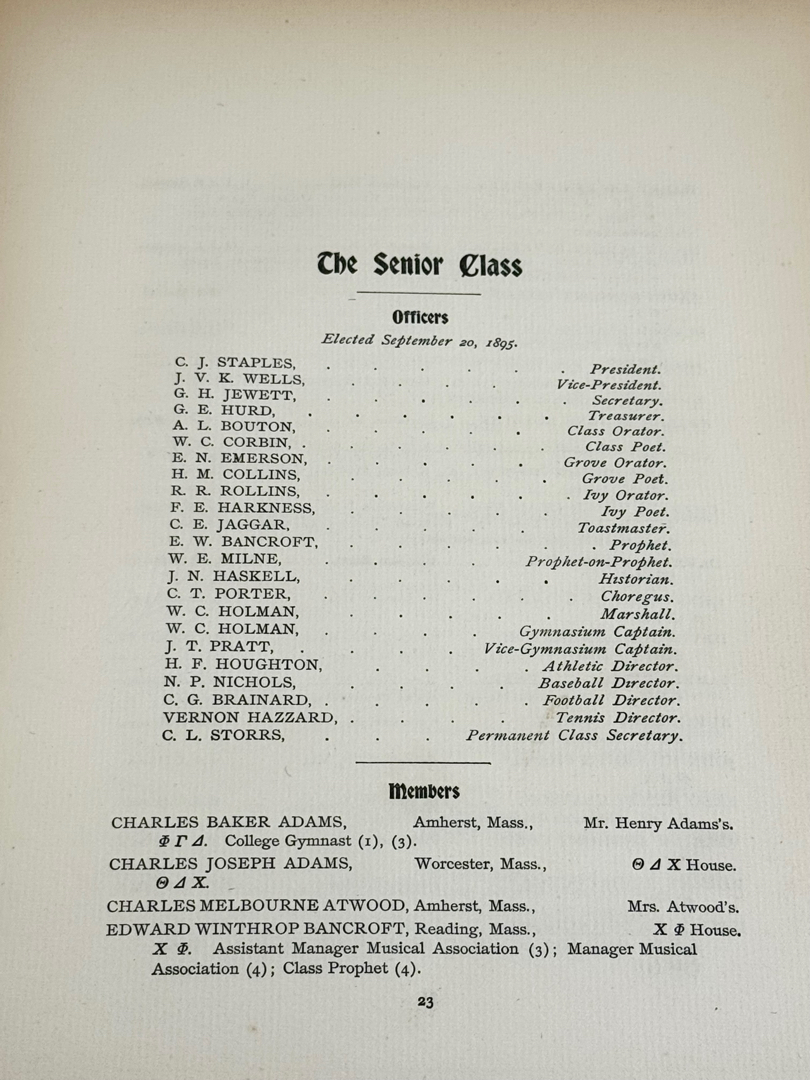 The Senior Class
Officers
Elected September 20, 1895.
C. J. STAPLES, . . . . . . President.
J. V. K. WELLS, . . . . Vice-President.
G. H. JEWETT, . . . . . . Secretary.
G. E. HURD, . . . . . . Treasurer.
A. L. BOUTON, . . . . . Class Orator.
W. C. CORBIN, . . . . . . Class Poet.
E. N. EMERSON, . . . . . Grove Orator.
H. M. COLLINS, . . . . . Grove Poet.
R. R. ROLLINS, . . . . . . Ivy Orator.
F. E. HARKNESS, . . . . . Ivy Poet.
C. E. JAGGAR, . . . . . Toastmaster.
E. W. BANCROFT, . . . . . Prophet.
W. E. MILNE, . . . . Prophet-on-Prophet.
J. N. HASKELL, . . . . . Historian.
C. T. PORTER, . . . . . . Choregus.
W. C. HOLMAN, . . . . . Marshall.
W. C. HOLMAN, . . . . Gymnasium Captain.
J. T. PRATT, . . . . Vice-Gymnasium Captain.
H. F. HOUGHTON, . . . . Athletic Director.
N. P. NICHOLS, . . . . Baseball Director.
C. G. BRAINARD, . . . . . Football Director.
VERNON HAZZARD, . . . . Tennis Director.
C. L. STORRS, . . . Permanent Class Secretary.
Members
CHARLES BAKER ADAMS, Amherst, Mass., Mr. Henry Adams's.
Φ Γ Δ. College Gymnast (1), (3).
CHARLES JOSEPH ADAMS, Worcester, Mass., Θ Δ Χ House.
Θ Δ Χ.
CHARLES MELBOURNE ATWOOD, Amherst, Mass., Mrs. Atwood's.
EDWARD WINTHROP BANCROFT, Reading, Mass., Χ Φ House.
Χ Φ. Assistant Manager Musical Association (3); Manager Musical
Association (4); Class Prophet (4).
23